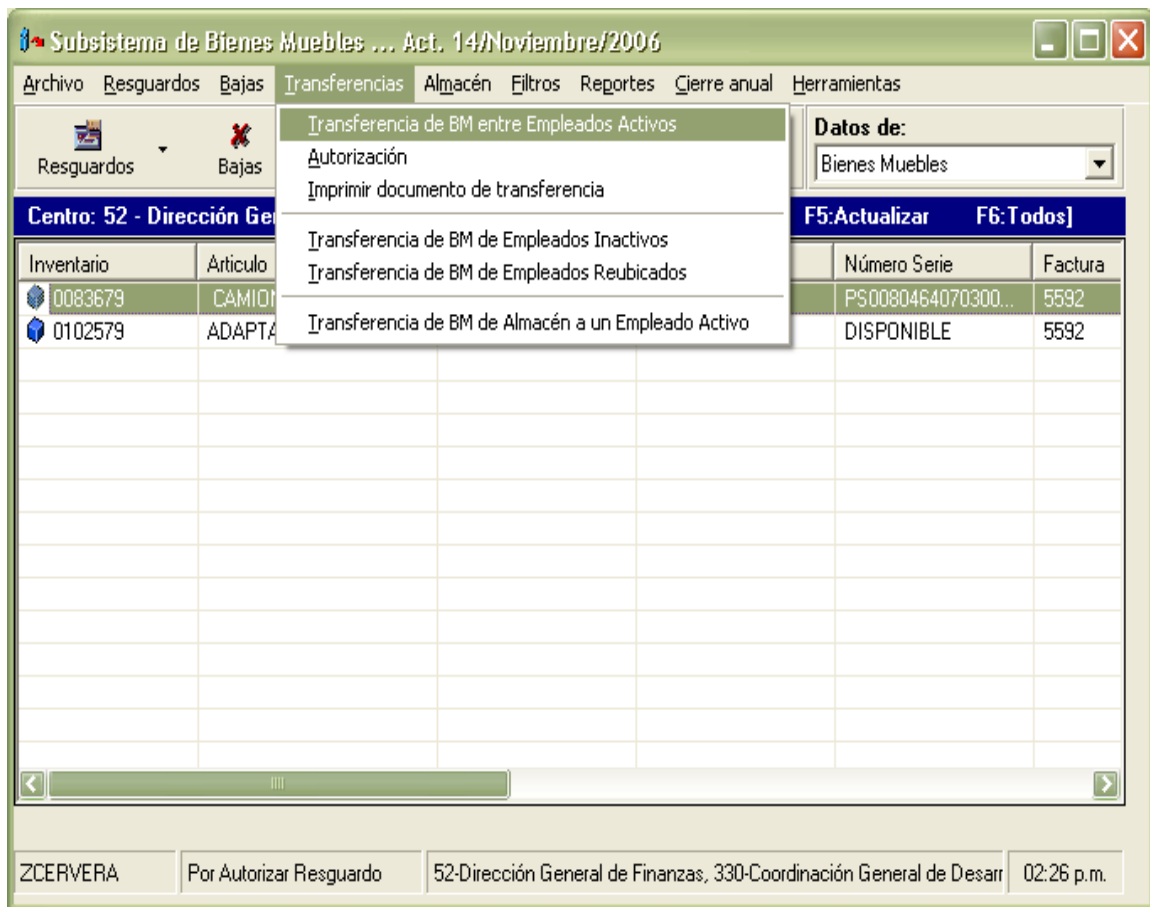 Subsistema de Bienes Muebles ... Act. 14/Noviembre/2006
Archivo Resguardos Bajas Transferencias Almacén Filtros Reportes Cierre anual Herramientas
Transferencia de BM entre Empleados Activos
Autorización
Imprimir documento de transferencia
Transferencia de BM de Empleados Inactivos
Transferencia de BM de Empleados Reubicados
Transferencia de BM de Almacén a un Empleado Activo
Resguardos Bajas
Datos de:
Bienes Muebles
Centro: 52 - Dirección Ge F5:Actualizar F6:Todos]
Inventario Articulo Número Serie Factura
0083679 CAMIO PS0080464070300... 5592
0102579 ADAPTA DISPONIBLE 5592
ZCERVERA Por Autorizar Resguardo 52-Dirección General de Finanzas, 330-Coordinación General de Desarr 02:26 p.m.